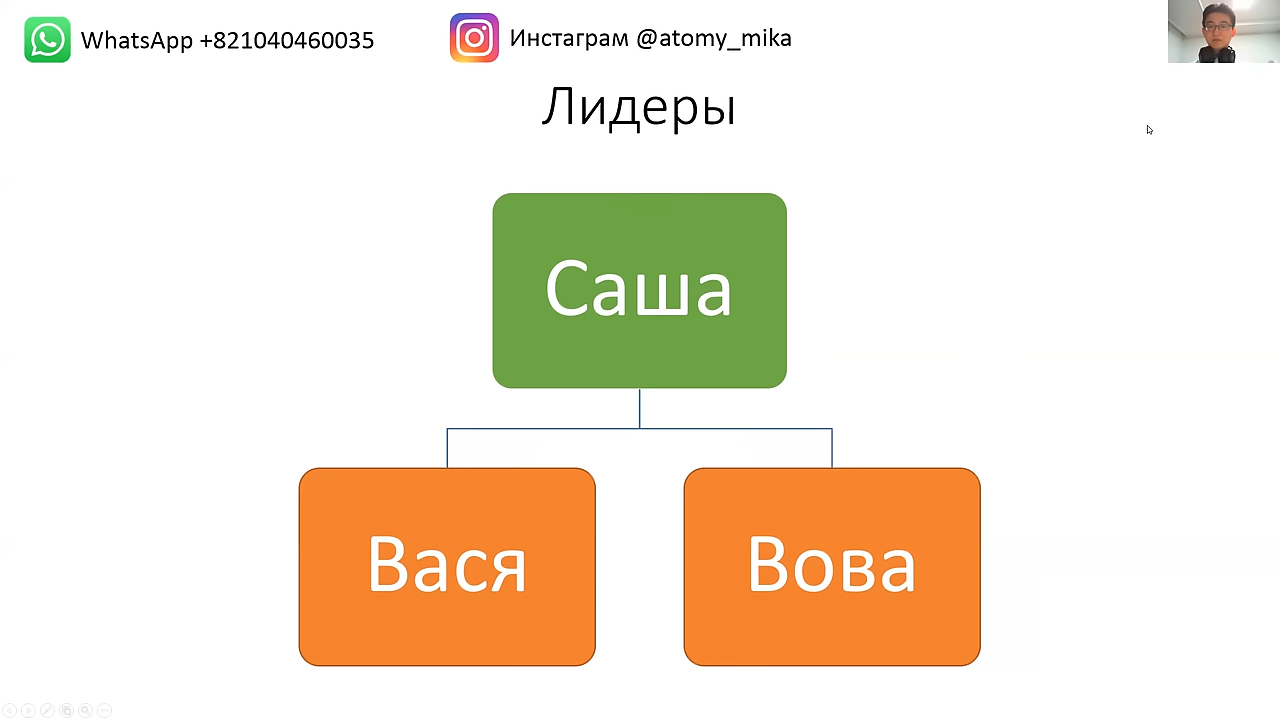 WhatsApp +821040460035
Инстаграм @atomy_mika
Лидеры
Саша
Вася
Вова